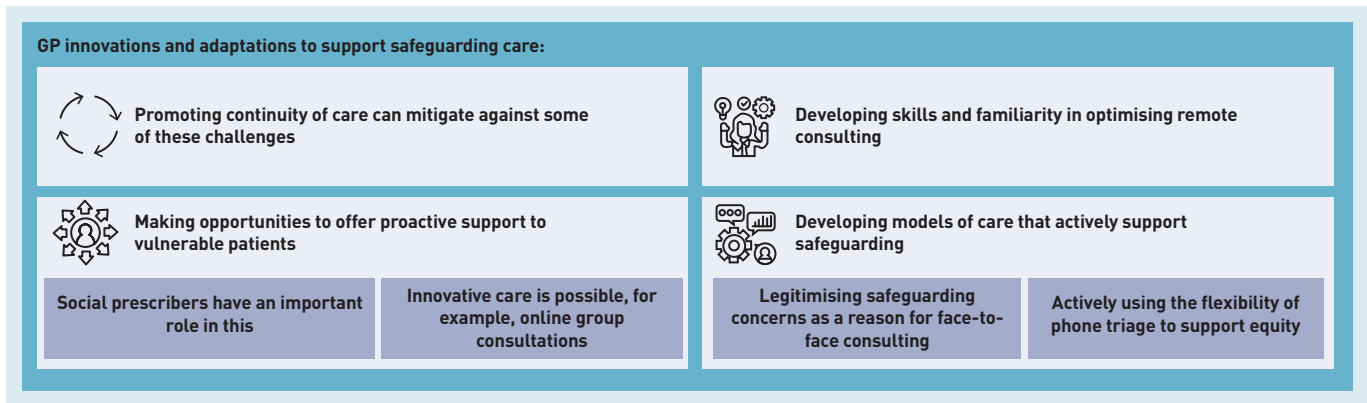 GP innovations and adaptations to support safeguarding care:
Promoting continuity of care can mitigate against some
of these challenges
Developing skills and familiarity in optimising remote
consulting
Making opportunities to offer proactive support to
vulnerable patients
Social prescribers have an important
role in this
Innovative care is possible, for
example, online group
consultations
Developing models of care that actively support
safeguarding
Legitimising safeguarding
concerns as a reason for face-to-
face consulting
Actively using the flexibility of
phone triage to support equity